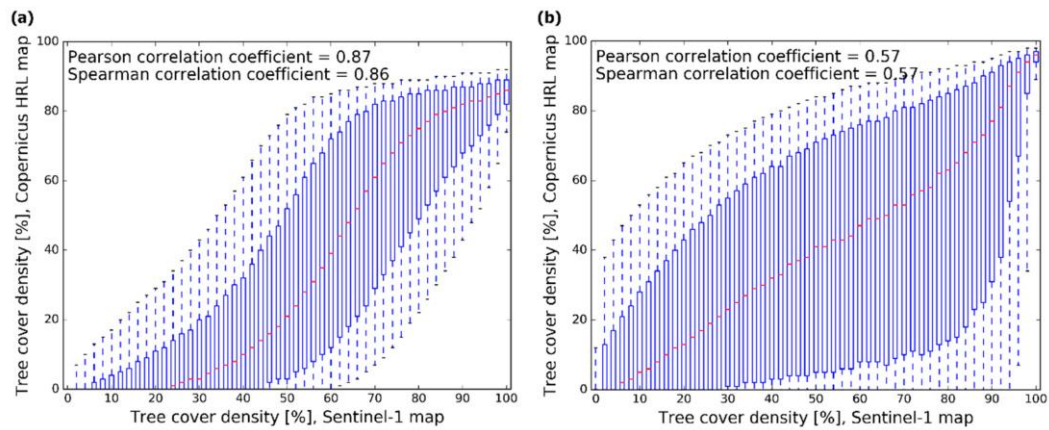 (a)
Pearson correlation coefficient = 0.87
Spearman correlation coefficient = 0.86
Tree cover density [%], Copernicus HRL map
100
80
60
40
20
0
0 10 20 30 40 50 60 70 80 90 100
Tree cover density [%], Sentinel-1 map
(b)
Pearson correlation coefficient = 0.57
Spearman correlation coefficient = 0.57
Tree cover density [%], Copernicus HRL map
100
80
60
40
20
0
0 10 20 30 40 50 60 70 80 90 100
Tree cover density [%], Sentinel-1 map